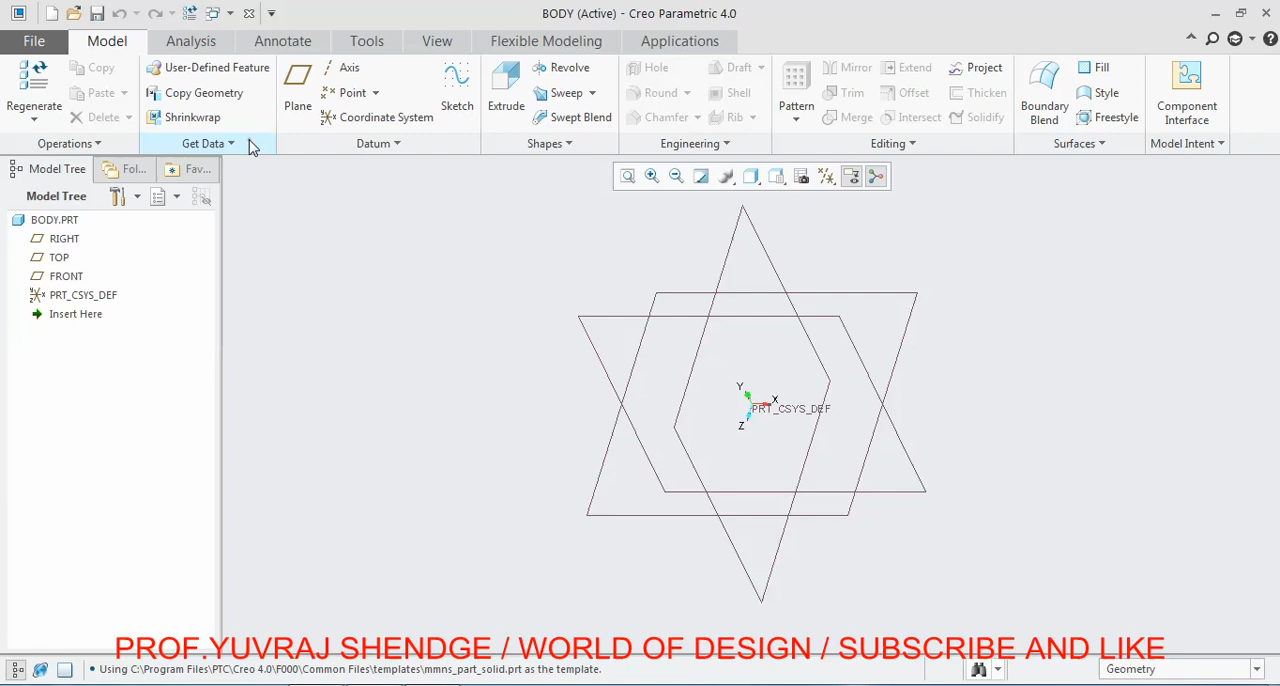 BODY (Active) - Creo Parametric 4.0
File Model Analysis Annotate Tools View Flexible Modeling Applications
Regenerate
Copy
Paste
Delete
Operations
User-Defined Feature
Copy Geometry
Shrinkwrap
Get Data
Plane
Axis
Point
Coordinate System
Sketch
Datum
Extrude
Revolve
Sweep
Swept Blend
Shapes
Hole
Round
Chamfer
Draft
Shell
Rib
Engineering
Pattern
Mirror
Trim
Merge
Extend
Offset
Intersect
Project
Thicken
Solidify
Editing
Boundary
Blend
Fill
Style
Freestyle
Surfaces
Component
Interface
Model Intent
Model Tree Fol... Fav...
Model Tree
BODY.PRT
RIGHT
TOP
FRONT
PRT_CSYS_DEF
Insert Here
Y
X
PRT_CSYS_DEF
Z
PROF.YUVRAJ SHENDGE / WORLD OF DESIGN / SUBSCRIBE AND LIKE
• Using C:\Program Files\PTC\Creo 4.0\F000\Common Files\templates\mmns_part_solid.prt as the template.
Geometry